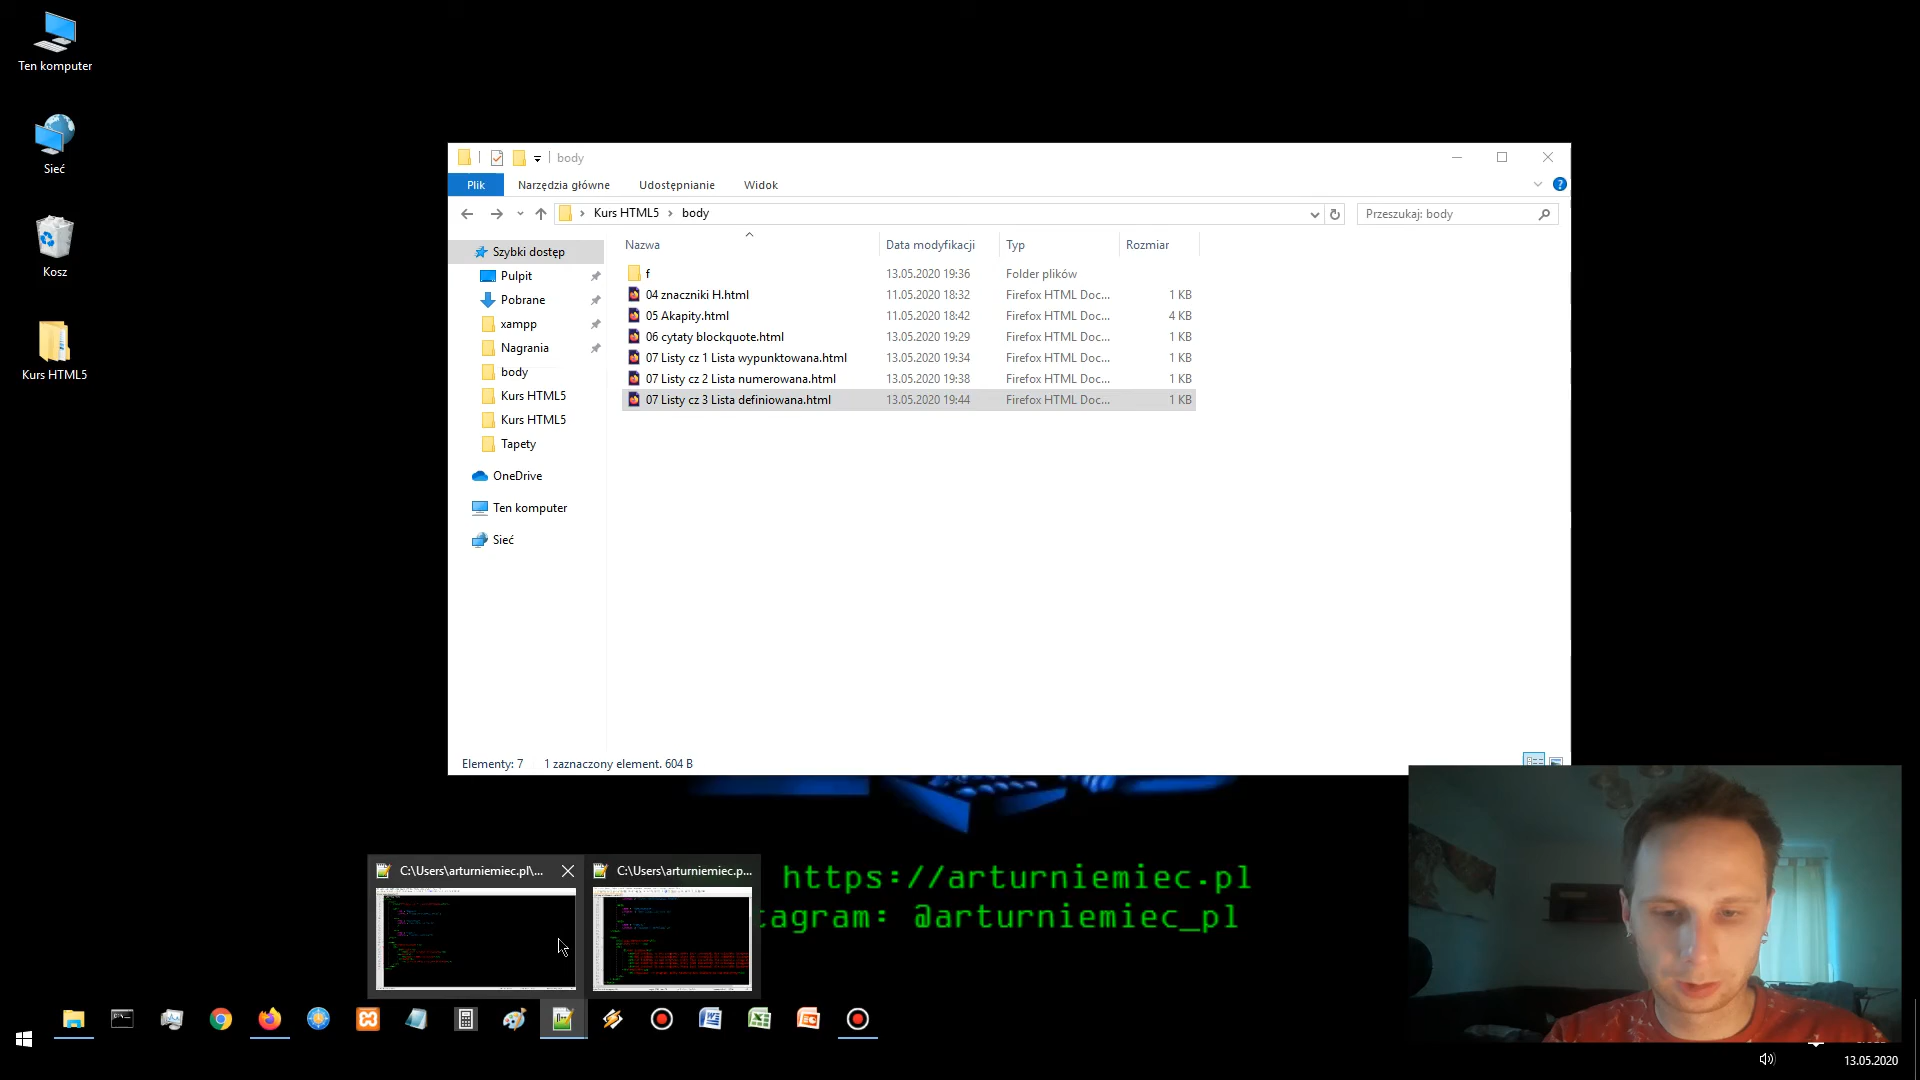 Ten komputer
Sieć
Kosz
Kurs HTML5
body
Plik
Narzędzia główne
Udostępnianie
Widok
Kurs HTML5
body
Przeszukaj: body
Nazwa
Data modyfikacji
Typ
Rozmiar
Szybki dostęp
Pulpit
Pobrane
xampp
Nagrania
body
Kurs HTML5
Kurs HTML5
Tapety
OneDrive
Ten komputer
Sieć
f 13.05.2020 19:36 Folder plików
04 znaczniki H.html 11.05.2020 18:32 Firefox HTML Doc... 1 KB
05 Akapity.html 11.05.2020 18:42 Firefox HTML Doc... 4 KB
06 cytaty blockquote.html 13.05.2020 19:29 Firefox HTML Doc... 1 KB
07 Listy cz 1 Lista wypunktowana.html 13.05.2020 19:34 Firefox HTML Doc... 1 KB
07 Listy cz 2 Lista numerowana.html 13.05.2020 19:38 Firefox HTML Doc... 1 KB
07 Listy cz 3 Lista definiowana.html 13.05.2020 19:44 Firefox HTML Doc... 1 KB
Elementy: 7 1 zaznaczony element. 604 B
C:\Users\arturniemiec.pl\...
C:\Users\arturniemiec.p...
https://arturniemiec.pl
tagram: @arturniemiec_pl
13.05.2020